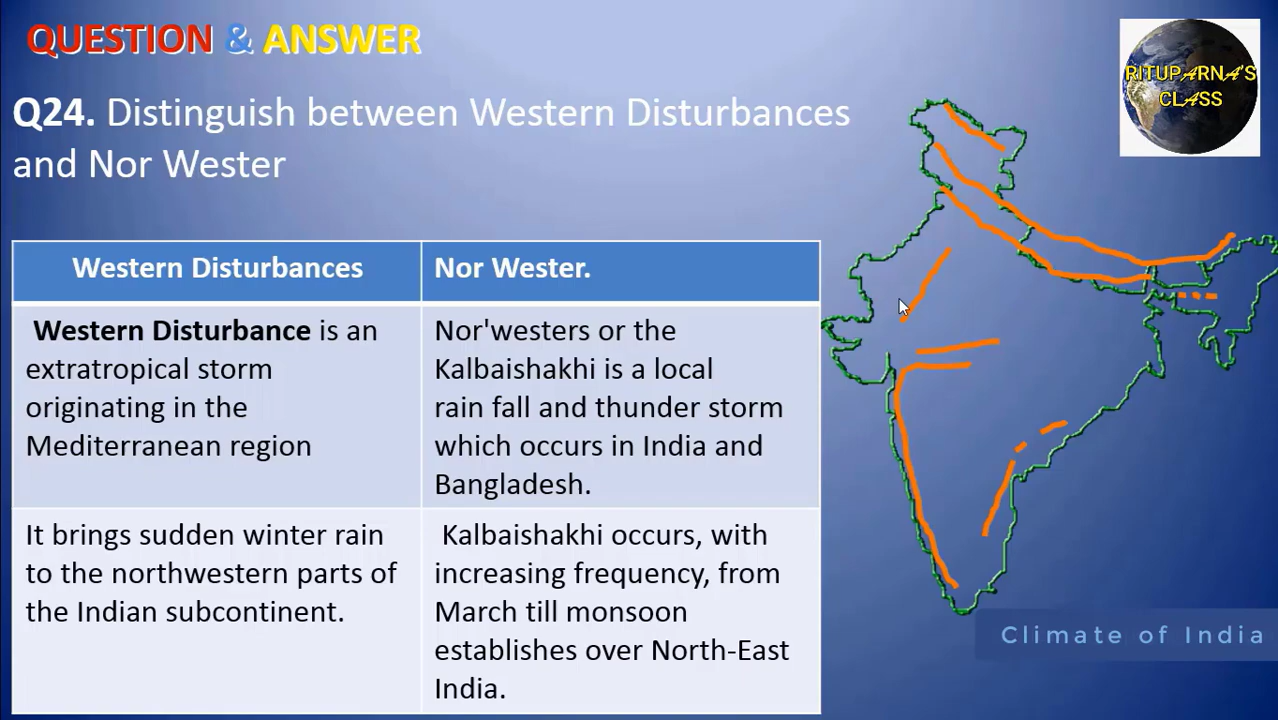 QUESTION & ANSWER
RITUPARNA'S
CLASS
Q24. Distinguish between Western Disturbances
and Nor Wester
Western Disturbances
Nor Wester.
Western Disturbance is an
extratropical storm
originating in the
Mediterranean region
Nor'westers or the
Kalbaishakhi is a local
rain fall and thunder storm
which occurs in India and
Bangladesh.
It brings sudden winter rain
to the northwestern parts of
the Indian subcontinent.
Kalbaishakhi occurs, with
increasing frequency, from
March till monsoon
establishes over North-East
India.
Climate of India